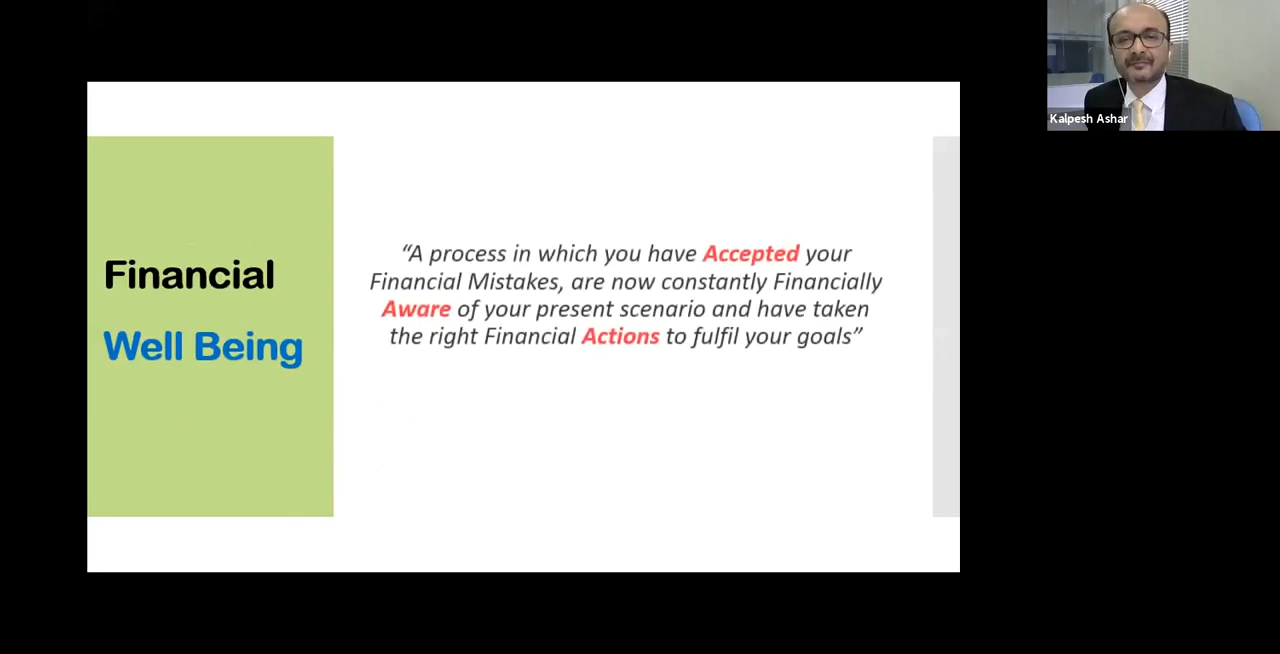 Kalpesh Ashar
Financial
Well Being
“A process in which you have Accepted your
Financial Mistakes, are now constantly Financially
Aware of your present scenario and have taken
the right Financial Actions to fulfil your goals”